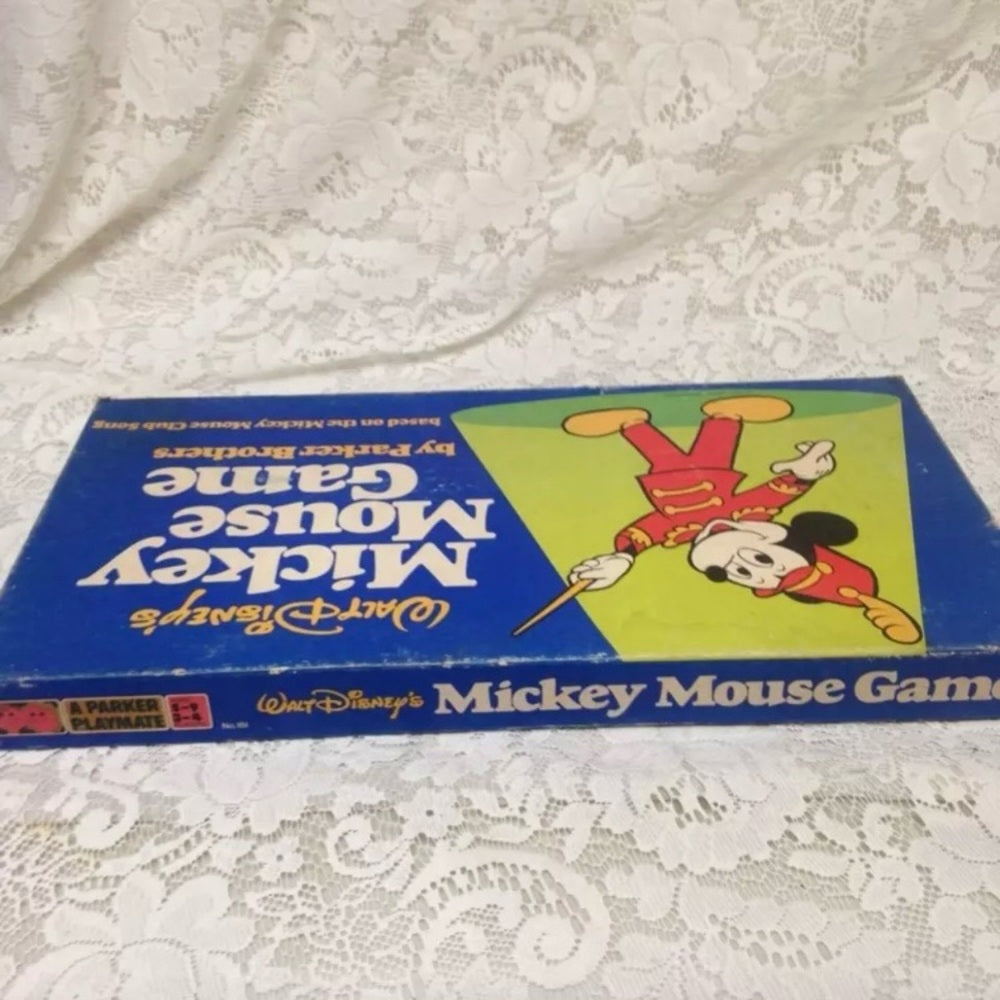 Walt Disney's
Mickey
Mouse
Game
by Parker Brothers
based on the Mickey Mouse Club Song
A PARKER
PLAYMATE
Walt Disney's Mickey Mouse Game